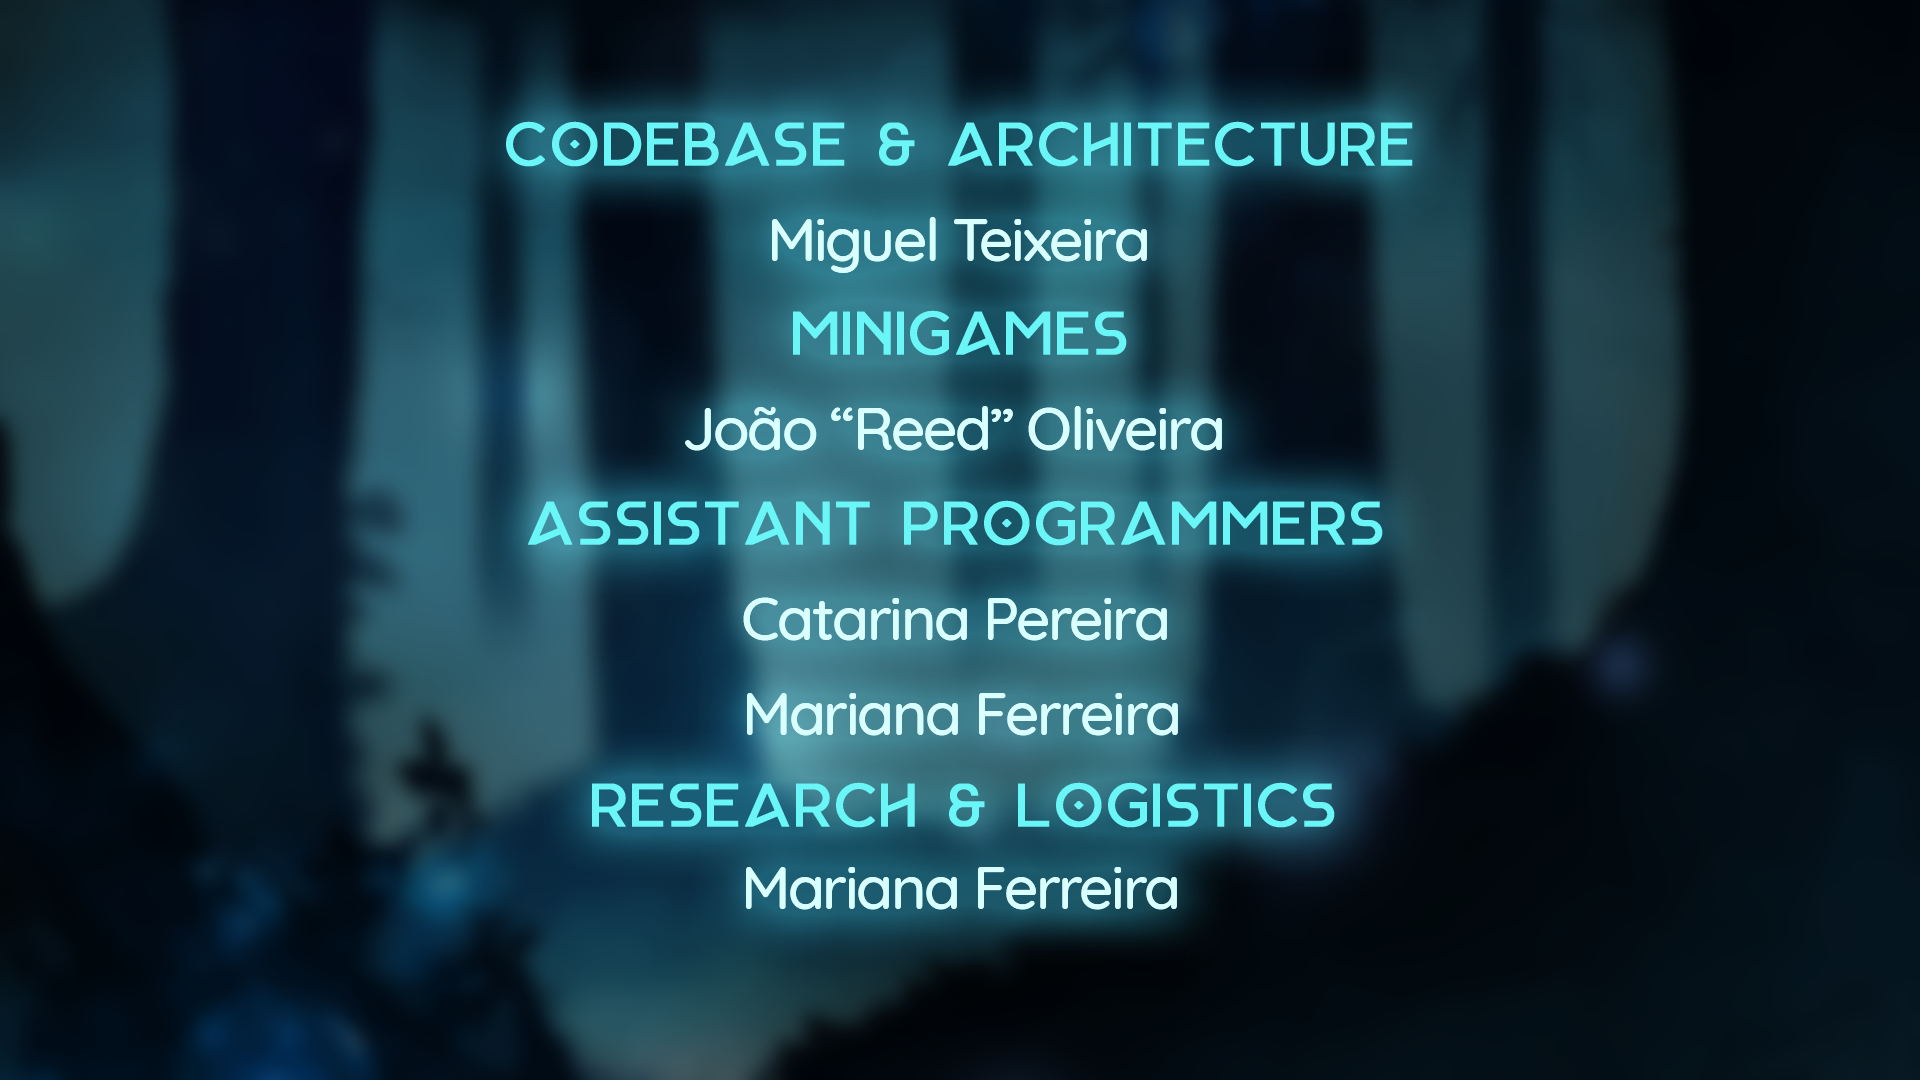 CODEBASE & ARCHITECTURE
Miguel Teixeira
MINIGAMES
João “Reed” Oliveira
ASSISTANT PROGRAMMERS
Catarina Pereira
Mariana Ferreira
RESEARCH & LOGISTICS
Mariana Ferreira